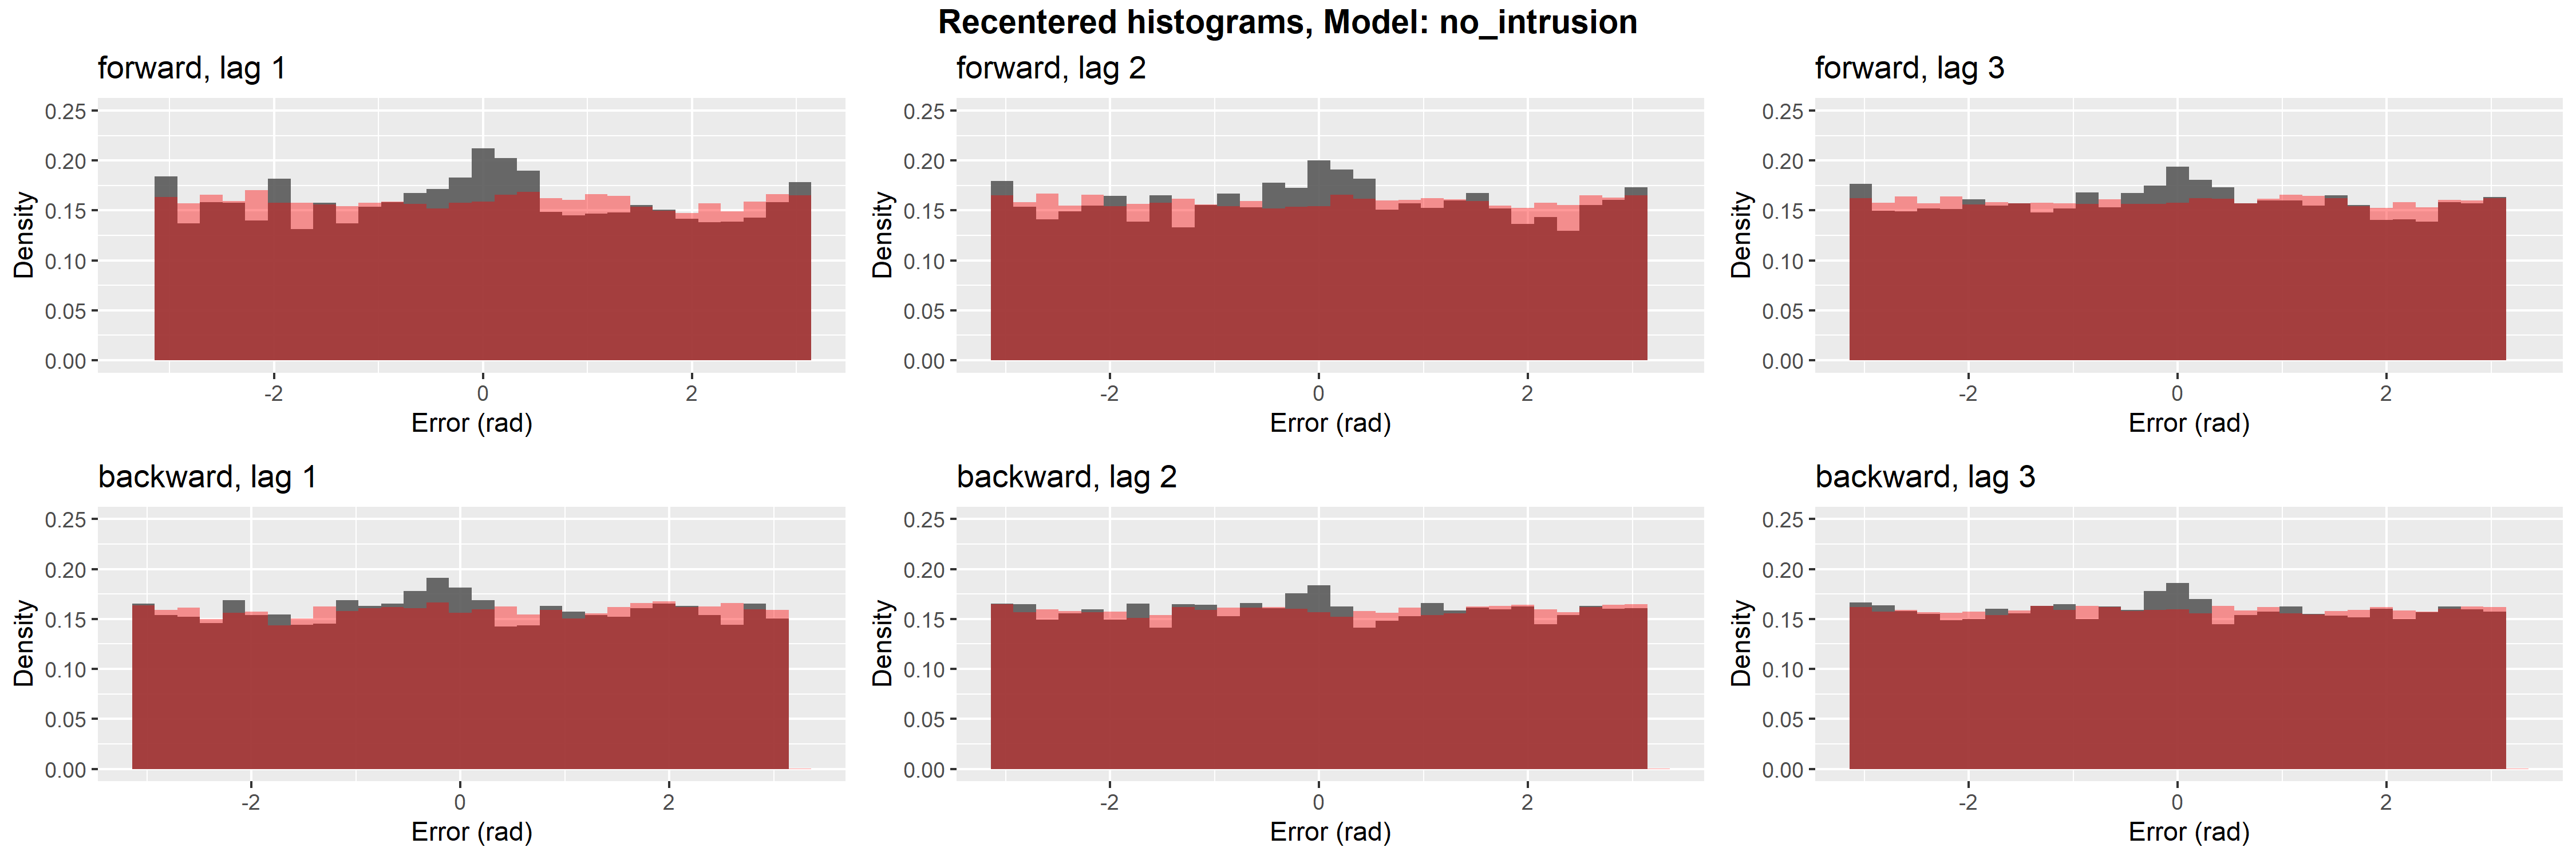 Recentered histograms, Model: no_intrusion
forward, lag 1
0.25
0.20
0.15
0.10
0.05
0.00
Density
-2
0
2
Error (rad)
forward, lag 2
0.25
0.20
0.15
0.10
0.05
0.00
Density
-2
0
2
Error (rad)
forward, lag 3
0.25
0.20
0.15
0.10
0.05
0.00
Density
-2
0
2
Error (rad)
backward, lag 1
0.25
0.20
0.15
0.10
0.05
0.00
Density
-2
0
2
Error (rad)
backward, lag 2
0.25
0.20
0.15
0.10
0.05
0.00
Density
-2
0
2
Error (rad)
backward, lag 3
0.25
0.20
0.15
0.10
0.05
0.00
Density
-2
0
2
Error (rad)